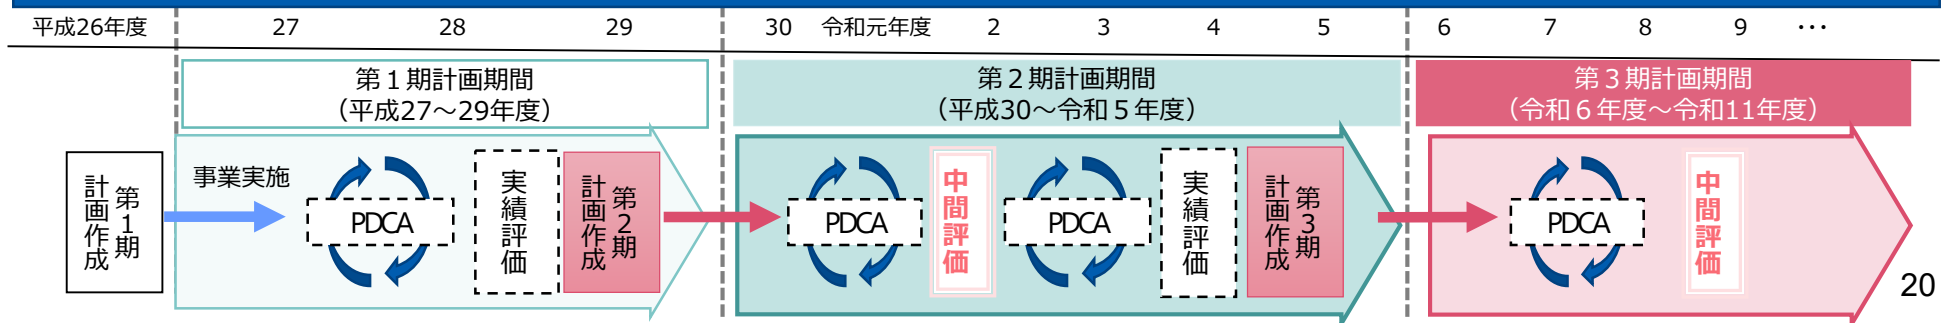 平成26年度 27 28 29 30 令和元年度 2 3 4 5 6 7 8 9 …
第１期計画期間
（平成27～29年度）
第２期計画期間
（平成30～令和５年度）
第３期計画期間
（令和６年度～令和11年度）
第1期
計画作成
事業実施
PDCA
実績評価
第2期
計画作成
PDCA
中間評価
PDCA
実績評価
第3期
計画作成
PDCA
中間評価
20